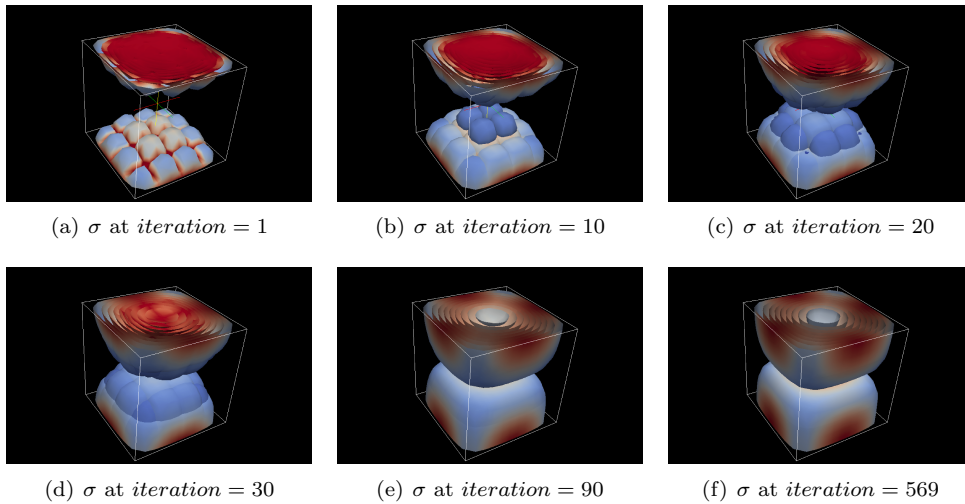 (a) σ at iteration = 1
(b) σ at iteration = 10
(c) σ at iteration = 20
(d) σ at iteration = 30
(e) σ at iteration = 90
(f) σ at iteration = 569